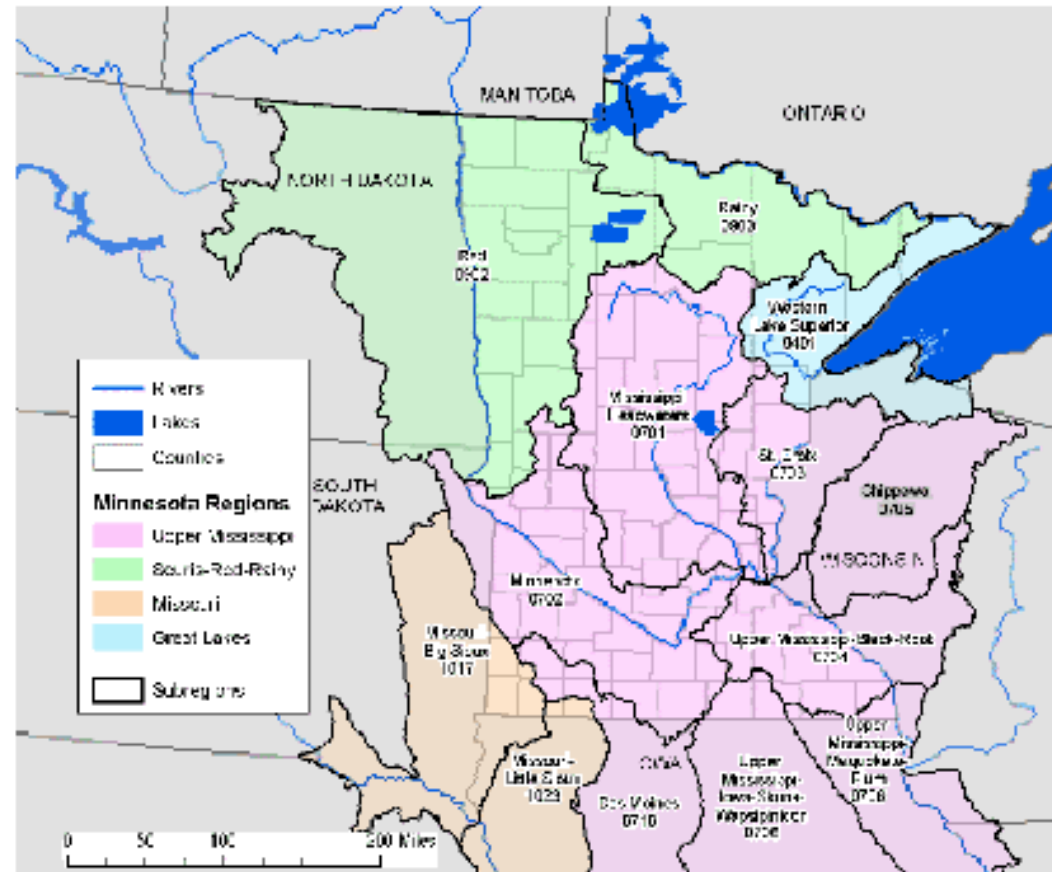 MANITOBA
ONTARIO
NORTH DAKOTA
Rainy
0903
Red
0902
Western
Lake Superior
0401
Rivers
Lakes
Counties
Minnesota Regions
Upper Mississippi
Souris-Red-Rainy
Missouri
Great Lakes
Subregions
SOUTH
DAKOTA
Mississippi
Headwaters
0701
St. Croix
0703
Chippewa
0705
WISCONSIN
Minnesota
0702
Upper Mississippi-Black-Root
0704
Missouri-
Big Sioux
1017
Missouri-
Little Sioux
1023
IOWA
Des Moines
0710
Upper
Mississippi-
Iowa-Skunk-
Wapsipinicon
Upper
Mississippi-
Maquoketa-
Plum
0706
0 50 100 200 Miles